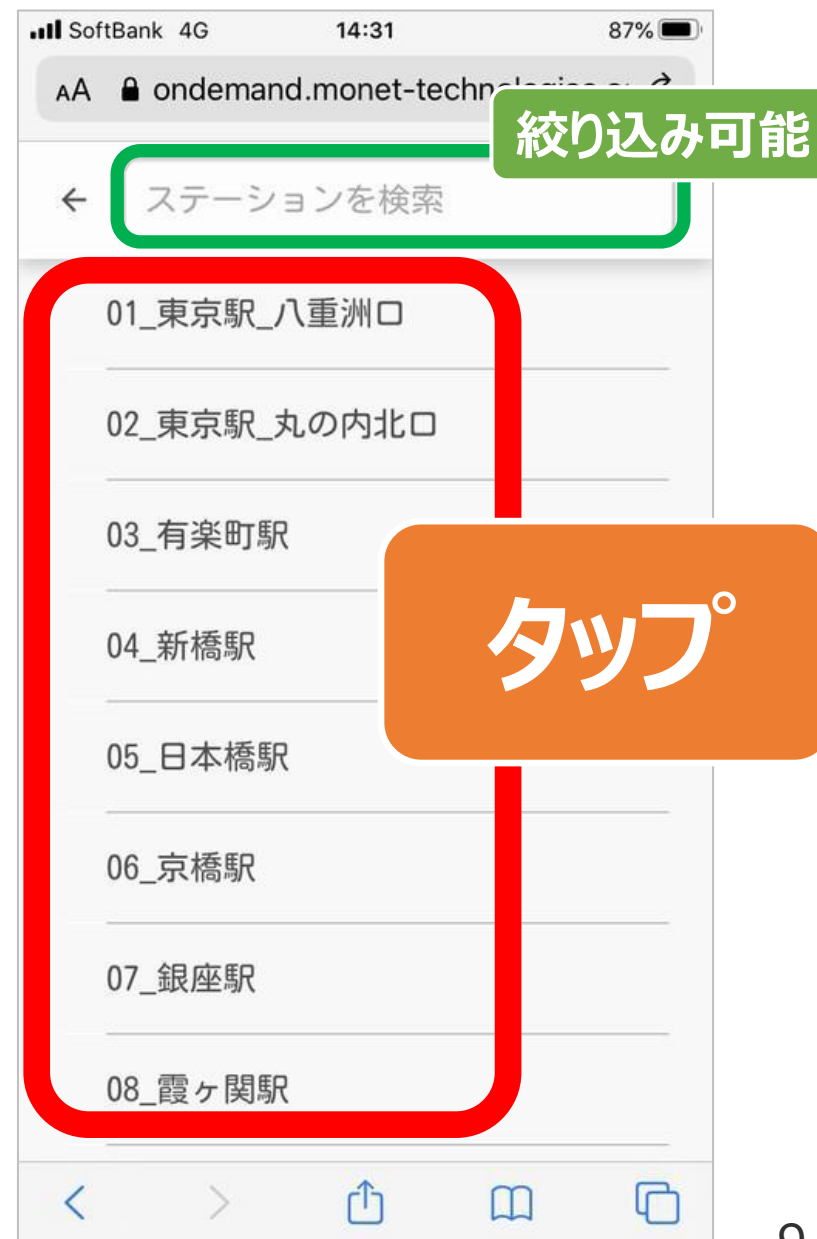 SoftBank 4G 14:31 87%
AA ondemand.monet-technologies
絞り込み可能
ステーションを検索
01_東京駅_八重洲口
02_東京駅_丸の内北口
03_有楽町駅
04_新橋駅
タップ
05_日本橋駅
06_京橋駅
07_銀座駅
08_霞ヶ関駅